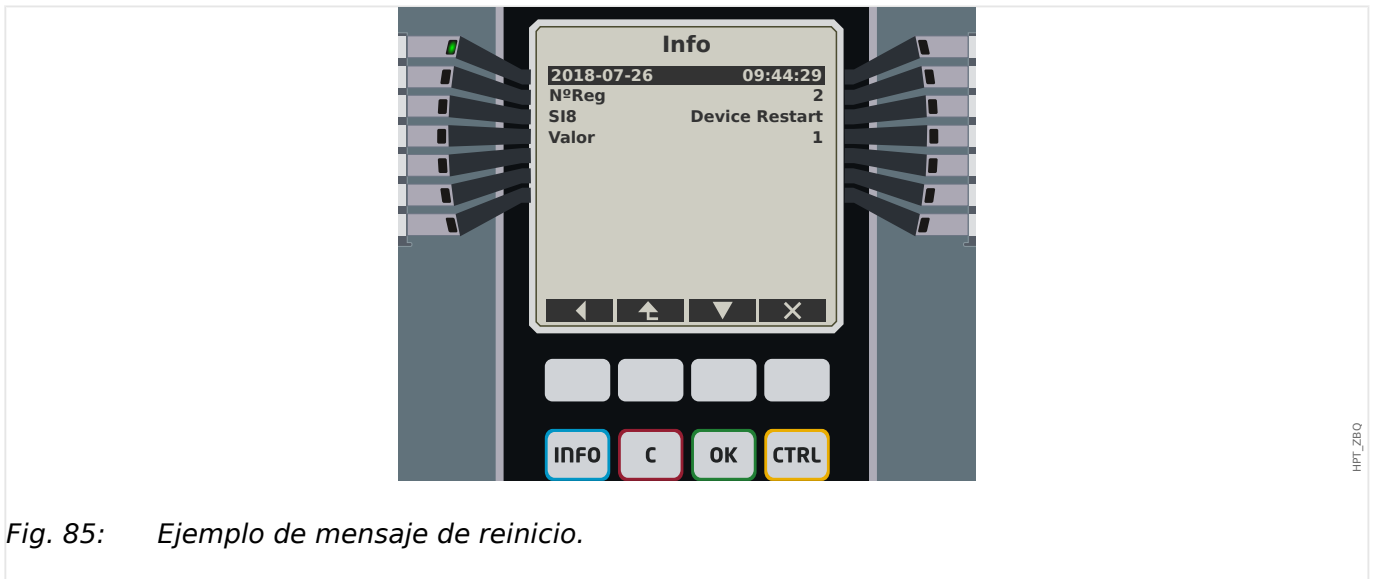 Info
2018-07-26 09:44:29
NºReg 2
SI8 Device Restart
Valor 1
INFO C OK CTRL
HPT_ZBQ
Fig. 85: Ejemplo de mensaje de reinicio.